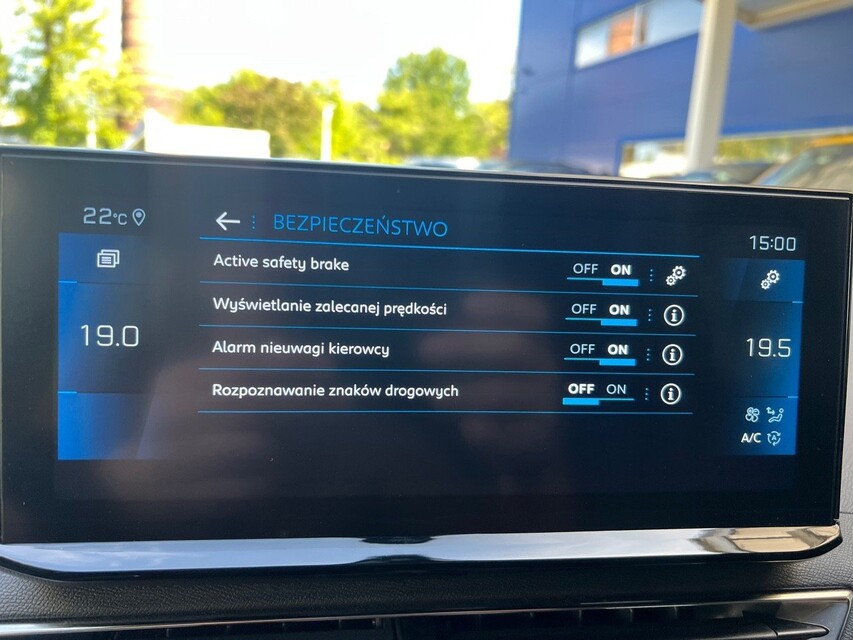 22°C
BEZPIECZEŃSTWO
15:00
Active safety brake OFF ON
Wyświetlanie zalecanej prędkości OFF ON
19.0
19.5
Alarm nieuwagi kierowcy OFF ON
Rozpoznawanie znaków drogowych OFF ON
A/C